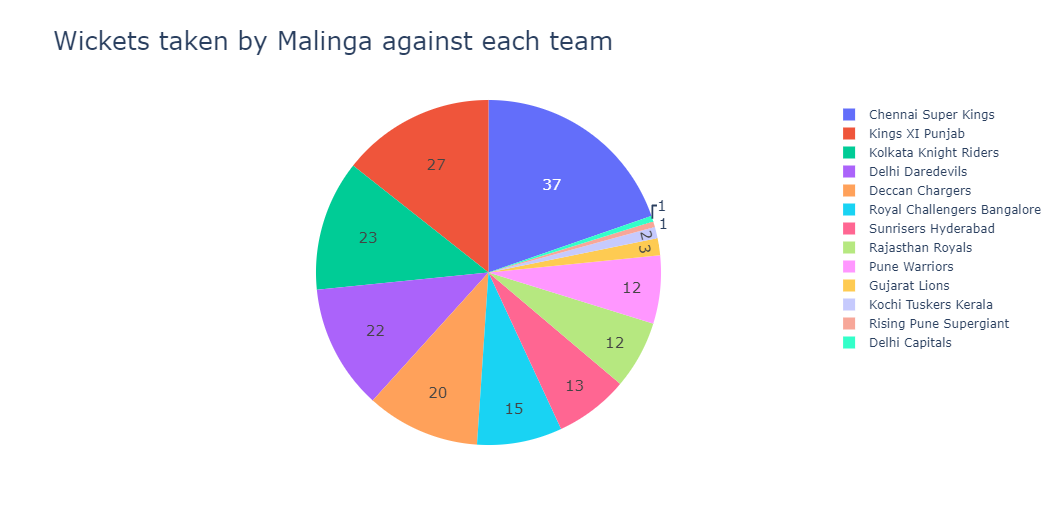 Wickets taken by Malinga against each team
37
27
23
22
20
15
13
12
12
3
2
1
1
Chennai Super Kings
Kings XI Punjab
Kolkata Knight Riders
Delhi Daredevils
Deccan Chargers
Royal Challengers Bangalore
Sunrisers Hyderabad
Rajasthan Royals
Pune Warriors
Gujarat Lions
Kochi Tuskers Kerala
Rising Pune Supergiant
Delhi Capitals